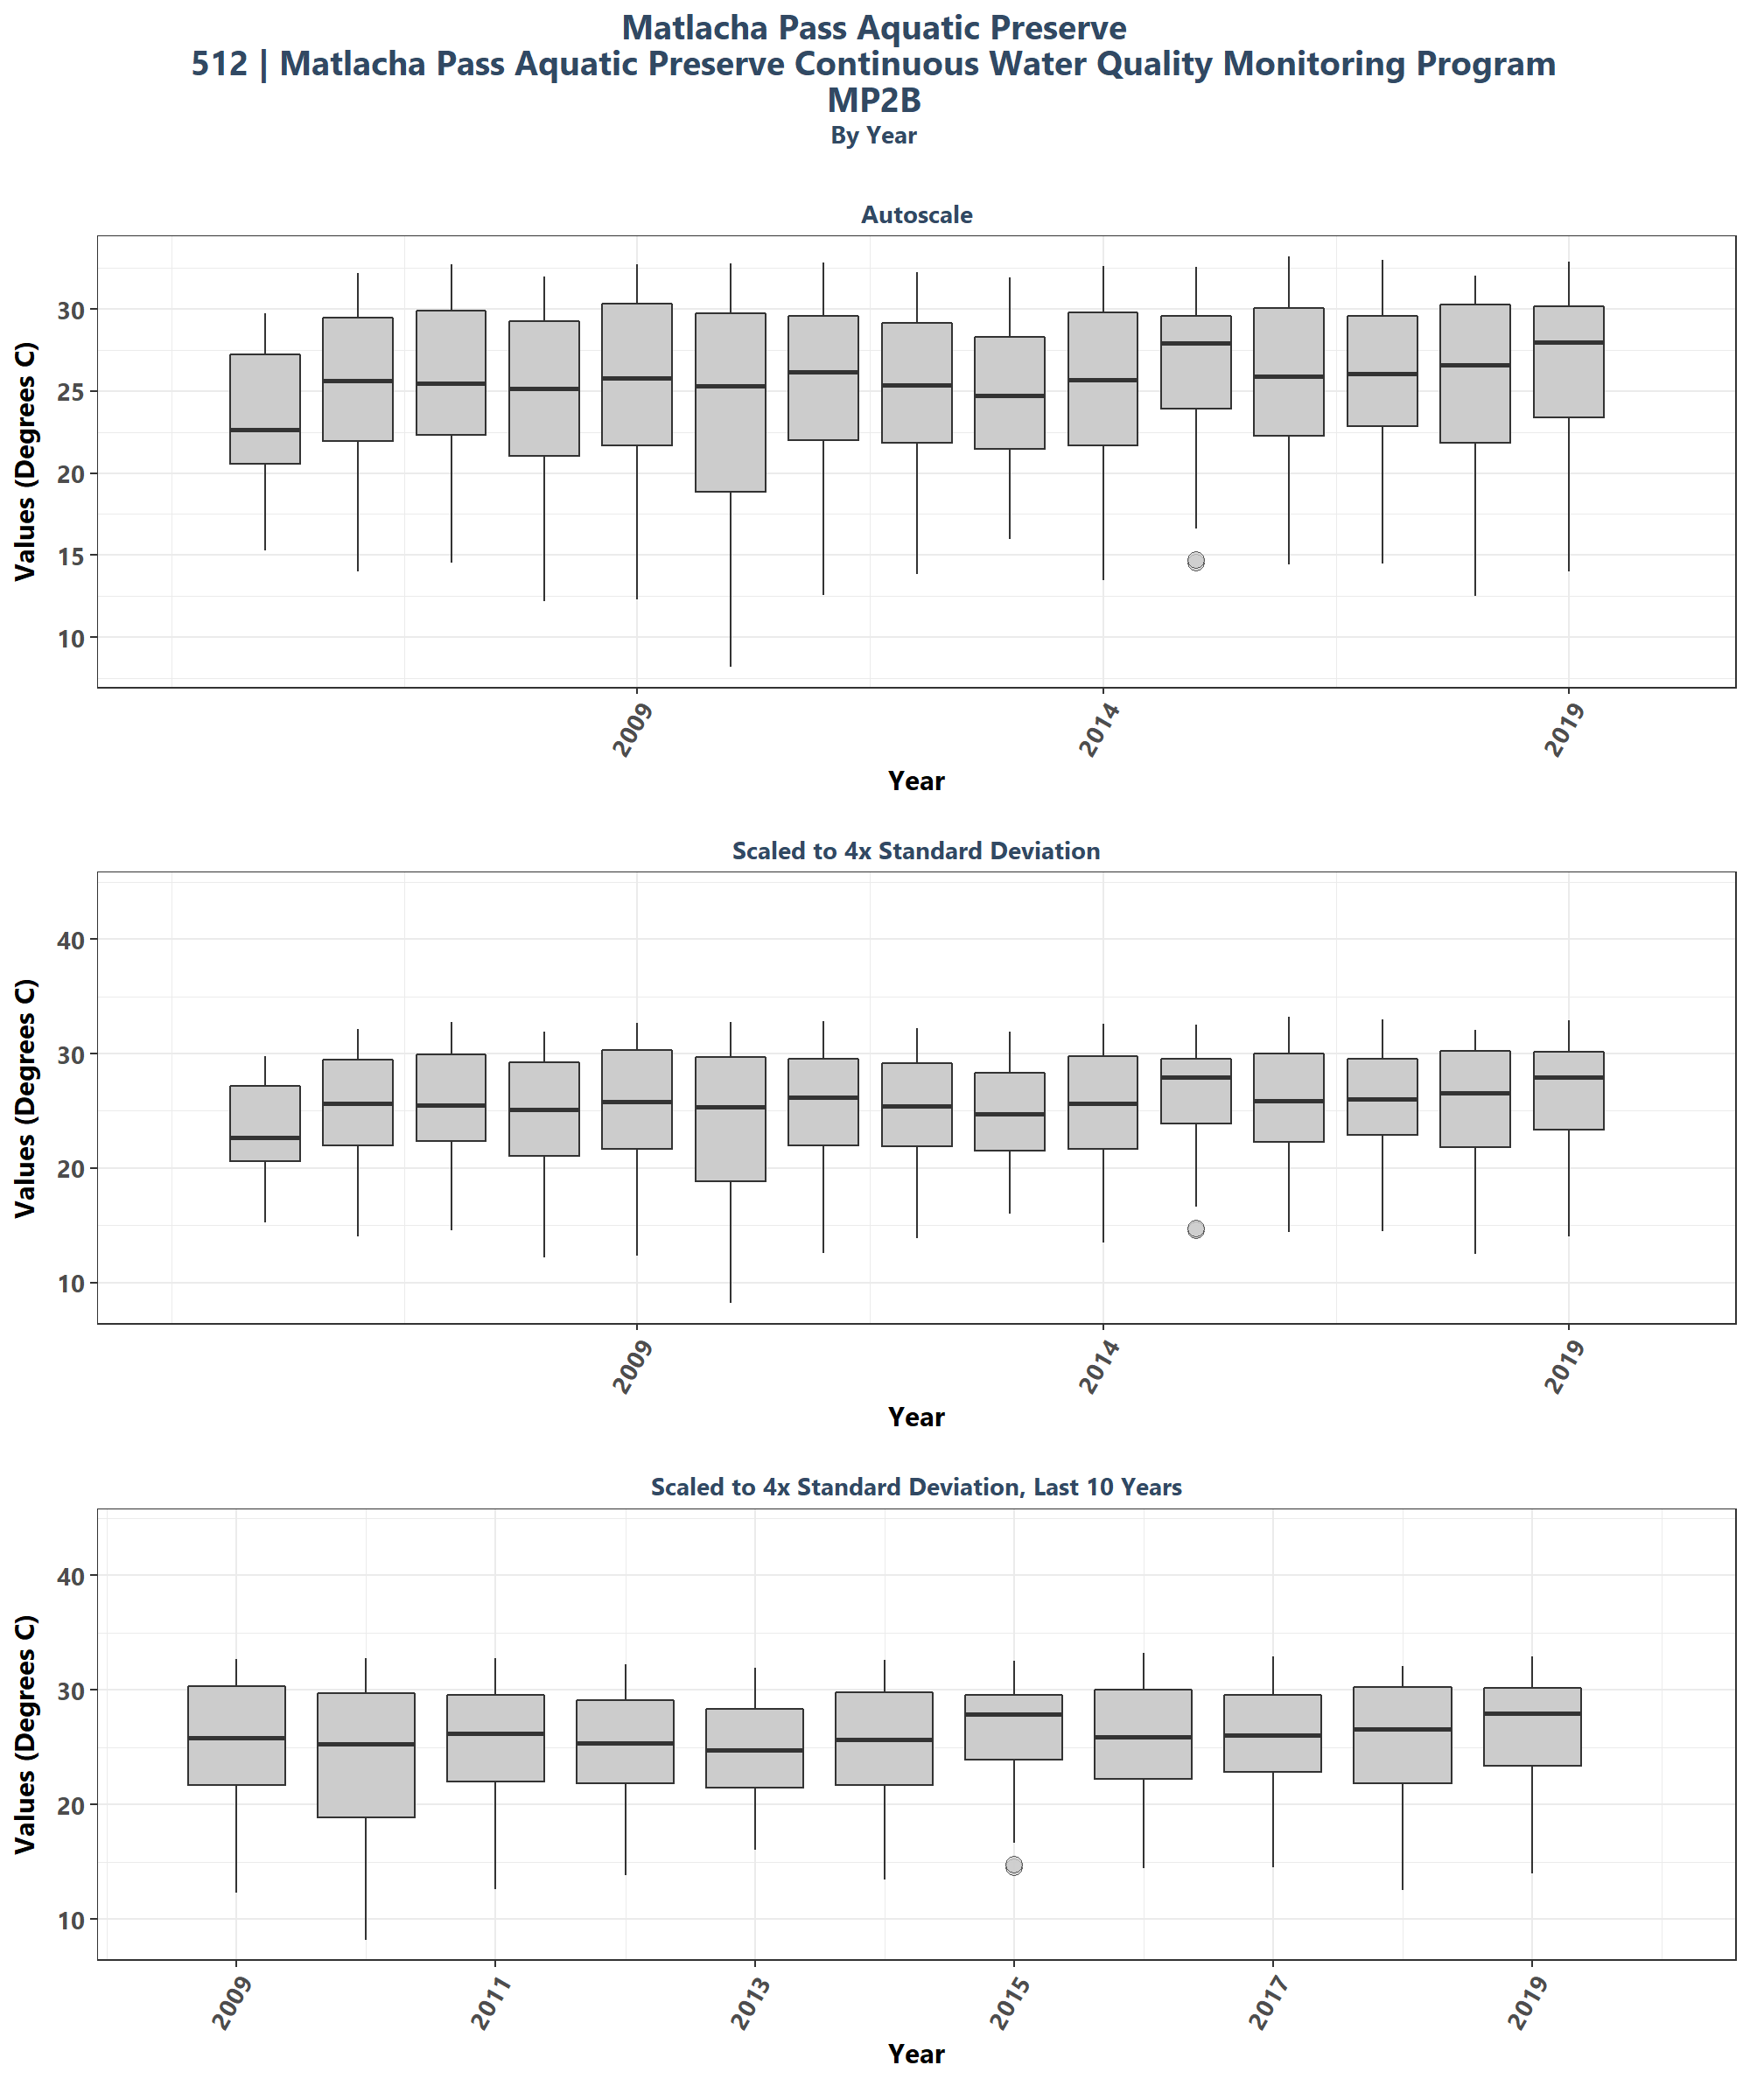 Matlacha Pass Aquatic Preserve
512 | Matlacha Pass Aquatic Preserve Continuous Water Quality Monitoring Program
MP2B
By Year
Autoscale
Values (Degrees C)
30
25
20
15
10
2009
2014
2019
Year
Scaled to 4x Standard Deviation
Values (Degrees C)
40
30
20
10
2009
2014
2019
Year
Scaled to 4x Standard Deviation, Last 10 Years
Values (Degrees C)
40
30
20
10
2009
2011
2013
2015
2017
2019
Year